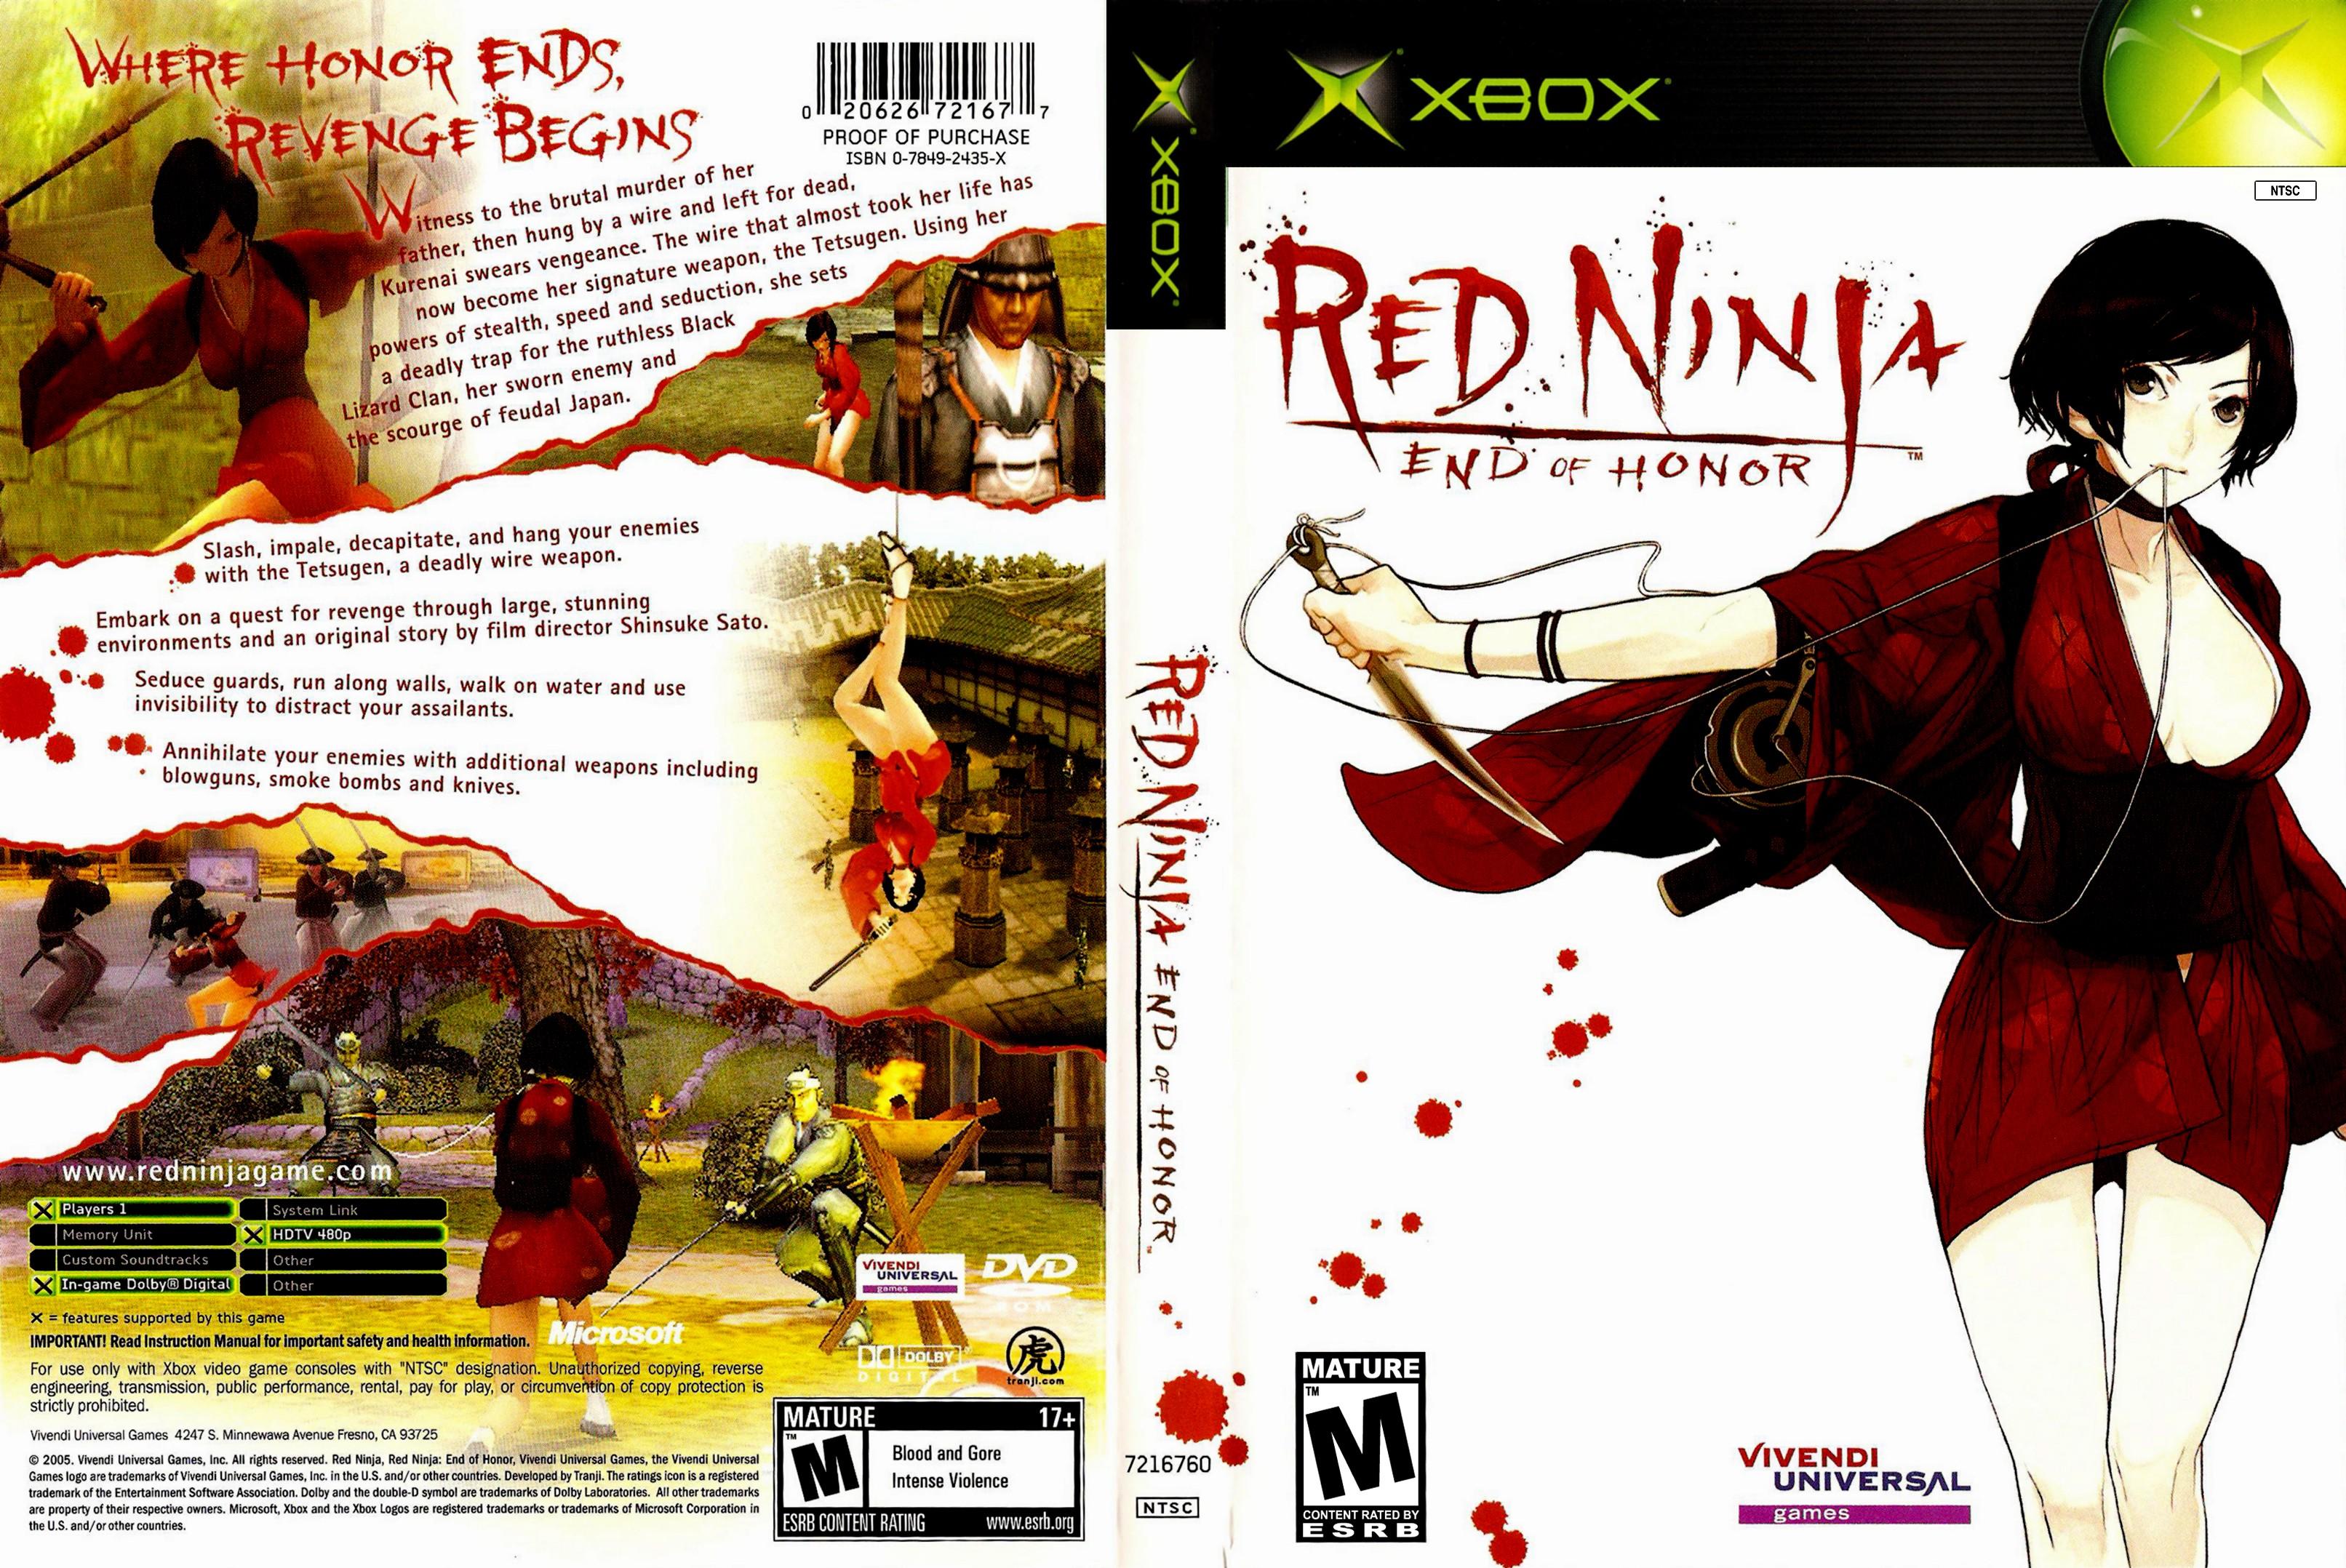 WHERE HONOR ENDS,
REVENGE BEGINS
0 20626 72167 7
PROOF OF PURCHASE
ISBN 0-7849-2435-X
Witness to the brutal murder of her
father, then hung by a wire and left for dead,
Kurenai swears vengeance. The wire that almost took her life has
now become her signature weapon, the Tetsugen. Using her
powers of stealth, speed and seduction, she sets
a deadly trap for the ruthless Black
Lizard Clan, her sworn enemy and
the scourge of feudal Japan.
Slash, impale, decapitate, and hang your enemies
with the Tetsugen, a deadly wire weapon.
Embark on a quest for revenge through large, stunning
environments and an original story by film director Shinsuke Sato.
Seduce guards, run along walls, walk on water and use
invisibility to distract your assailants.
Annihilate your enemies with additional weapons including
blowguns, smoke bombs and knives.
www.redninjagame.com
Players 1
System Link
Memory Unit
HDTV 480p
Custom Soundtracks
Other
In-game Dolby® Digital
Other
X = features supported by this game
IMPORTANT! Read Instruction Manual for important safety and health information.
For use only with Xbox video game consoles with "NTSC" designation. Unauthorized copying, reverse
engineering, transmission, public performance, rental, pay for play, or circumvention of copy protection is
strictly prohibited.
Vivendi Universal Games 4247 S. Minnewawa Avenue Fresno, CA 93725
© 2005. Vivendi Universal Games, Inc. All rights reserved. Red Ninja, Red Ninja: End of Honor, Vivendi Universal Games, the Vivendi Universal
Games logo are trademarks of Vivendi Universal Games, Inc. in the U.S. and/or other countries. Developed by Tranji. The ratings icon is a registered
trademark of the Entertainment Software Association. Dolby and the double-D symbol are trademarks of Dolby Laboratories. All other trademarks
are property of their respective owners. Microsoft, Xbox and the Xbox Logos are registered trademarks or trademarks of Microsoft Corporation in
the U.S. and/or other countries.
Microsoft
VIVENDI
UNIVERSAL
games
DVD
ROM
DOLBY
DIGITAL
虎
tranji.com
MATURE 17+
™
M
Blood and Gore
Intense Violence
ESRB CONTENT RATING www.esrb.org
XBOX
RED NINJA END OF HONOR™
7216760
NTSC
XBOX
NTSC
RED NINJA
END OF HONOR™
MATURE
™
M
CONTENT RATED BY
ESRB
VIVENDI
UNIVERSAL
games